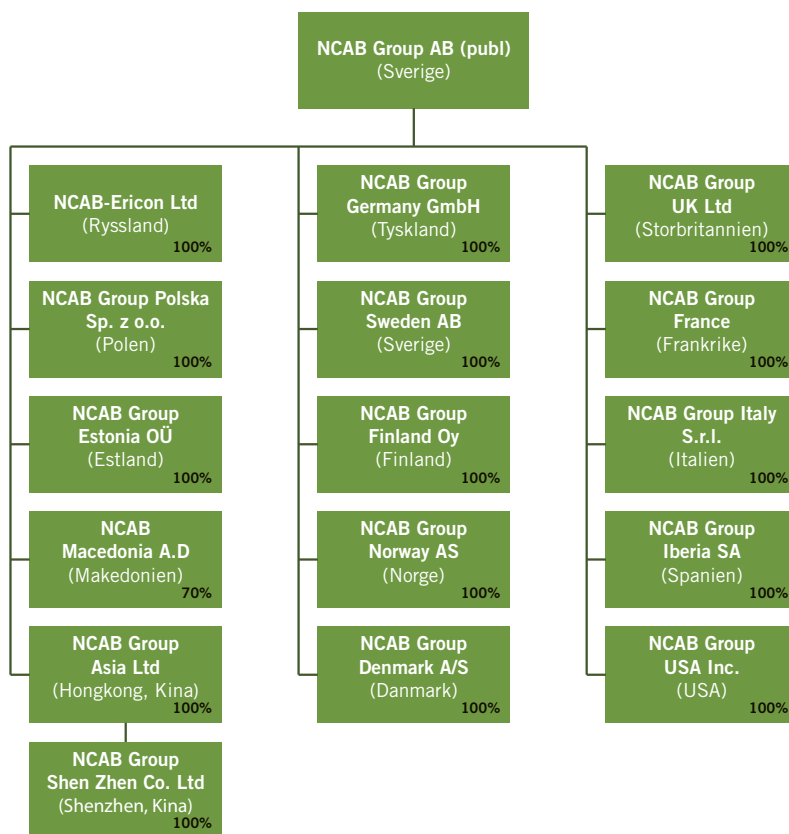 NCAB Group AB (publ)
(Sverige)
NCAB-Ericon Ltd
(Ryssland)
100%
NCAB Group Polska
Sp. z o.o.
(Polen)
100%
NCAB Group
Estonia OÜ
(Estland)
100%
NCAB
Macedonia A.D
(Makedonien)
70%
NCAB Group
Asia Ltd
(Hongkong, Kina)
100%
NCAB Group
Shen Zhen Co. Ltd
(Shenzhen, Kina)
100%
NCAB Group
Germany GmbH
(Tyskland)
100%
NCAB Group
Sweden AB
(Sverige)
100%
NCAB Group
Finland Oy
(Finland)
100%
NCAB Group
Norway AS
(Norge)
100%
NCAB Group
Denmark A/S
(Danmark)
100%
NCAB Group
UK Ltd
(Storbritannien)
100%
NCAB Group
France
(Frankrike)
100%
NCAB Group Italy
S.r.l.
(Italien)
100%
NCAB Group
Iberia SA
(Spanien)
100%
NCAB Group
USA Inc.
(USA)
100%